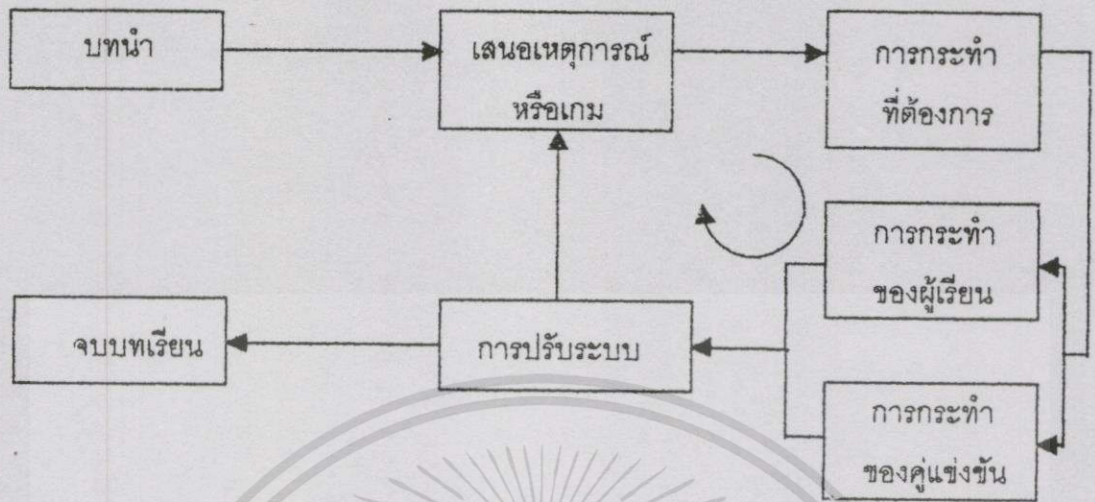 บทนำ
เสนอเหตุการณ์
หรือเกม
การกระทำ
ที่ต้องการ
การกระทำ
ของผู้เรียน
การกระทำ
ของคู่แข่งขัน
การปรับระบบ
จบบทเรียน